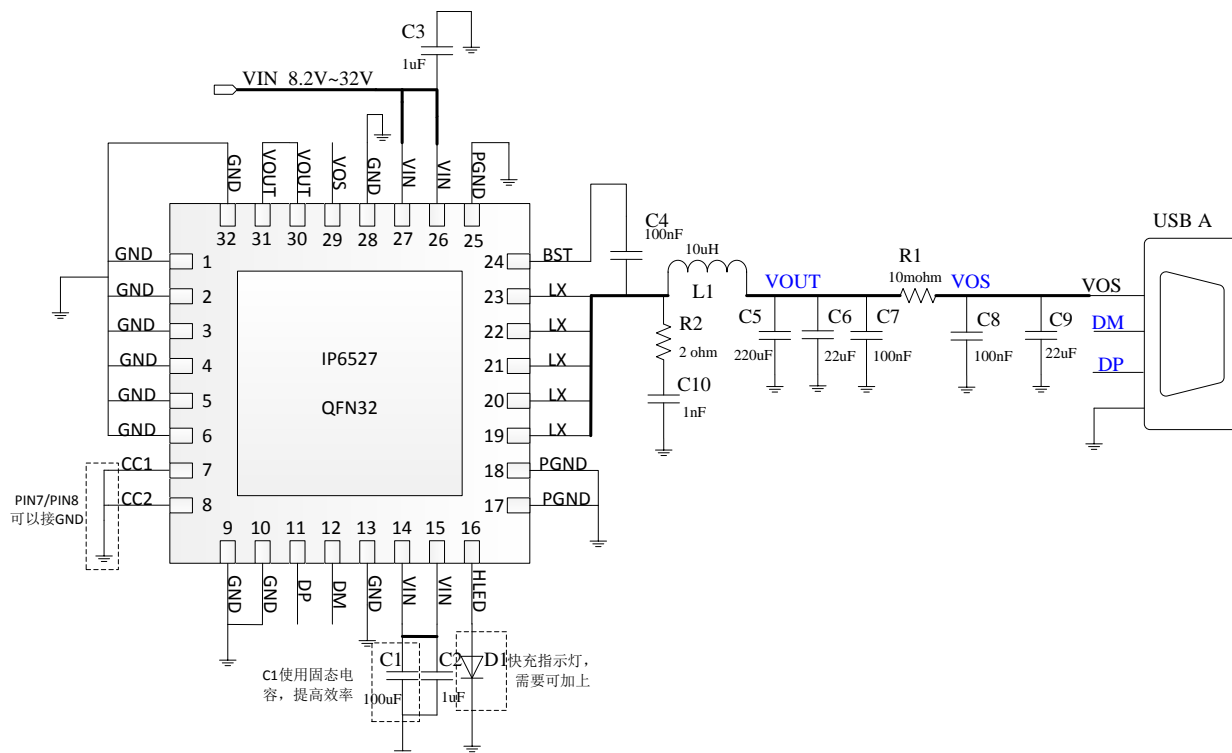 C3
1uF
VIN 8.2V~32V
GND
VOUT
VOUT
VOS
GND
VIN
VIN
PGND
32
31
30
29
28
27
26
25
GND
1
GND
2
GND
3
GND
4
GND
5
GND
6
CC1
7
CC2
8
PIN7/PIN8
可以接GND
IP6527
QFN32
24
BST
23
LX
22
LX
21
LX
20
LX
19
LX
18
PGND
17
PGND
9
10
11
12
13
14
15
16
GND
GND
DP
DM
GND
VIN
VIN
HLED
C1使用固态电
容，提高效率
C1
100uF
C2
1uF
D1
快充指示灯，
需要可加上
C4
100nF
10uH
L1
R2
2 ohm
C10
1nF
VOUT
C5
220uF
C6
22uF
C7
100nF
R1
10mohm
VOS
C8
100nF
C9
22uF
USB A
VOS
DM
DP